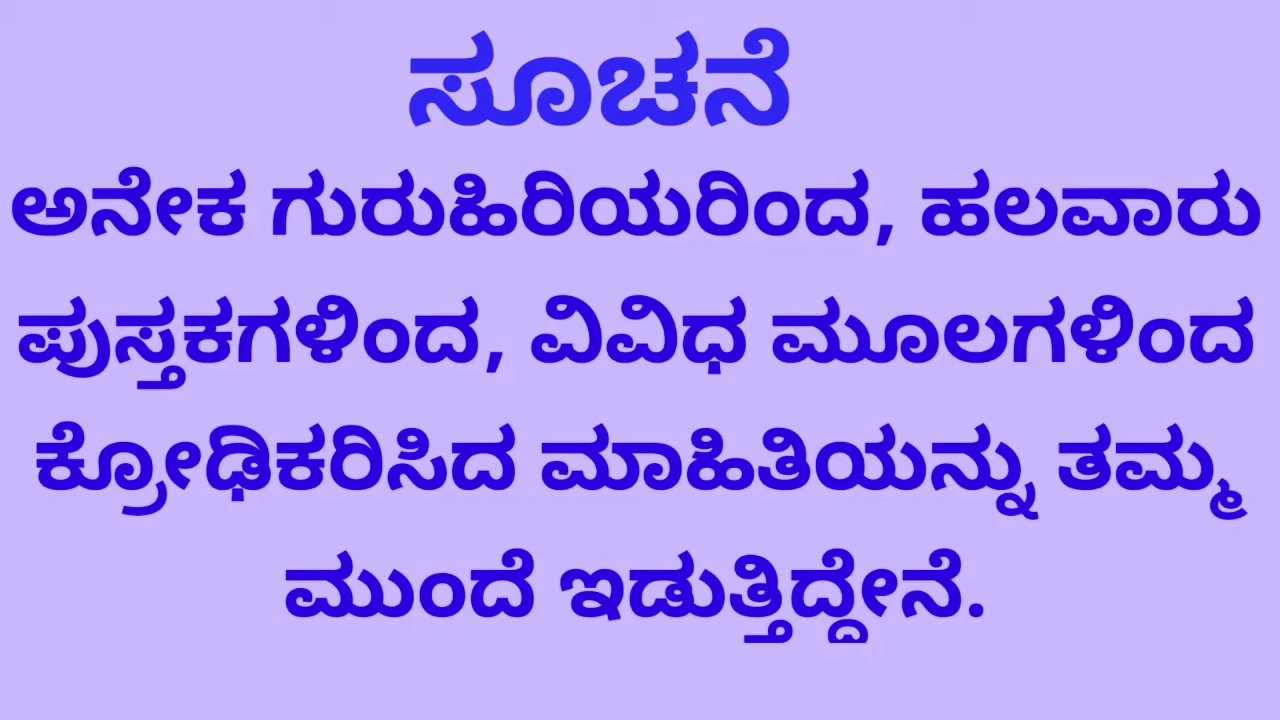 ಸೂಚನೆ
ಅನೇಕ ಗುರುಹಿರಿಯರಿಂದ, ಹಲವಾರು
ಪುಸ್ತಕಗಳಿಂದ, ವಿವಿಧ ಮೂಲಗಳಿಂದ
ಕ್ರೋಢಿಕರಿಸಿದ ಮಾಹಿತಿಯನ್ನು ತಮ್ಮ
ಮುಂದೆ ಇಡುತ್ತಿದ್ದೇನೆ.